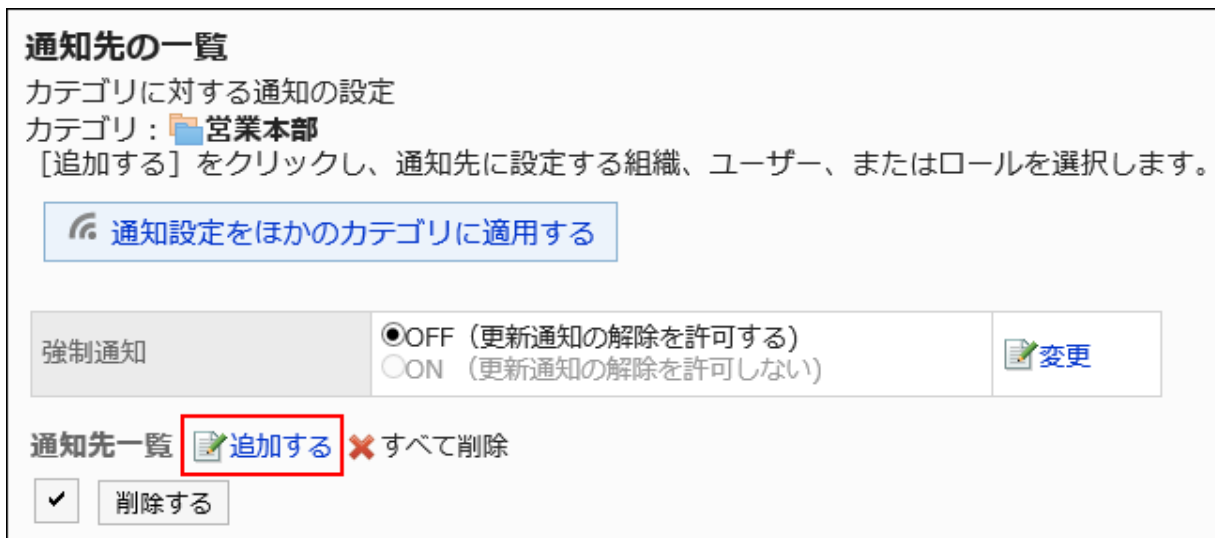 通知先の一覧
カテゴリに対する通知の設定
カテゴリ：営業本部
［追加する］をクリックし、通知先に設定する組織、ユーザー、またはロールを選択します。
通知設定をほかのカテゴリに適用する
強制通知
OFF（更新通知の解除を許可する)
ON （更新通知の解除を許可しない)
変更
通知先一覧 追加する すべて削除
削除する